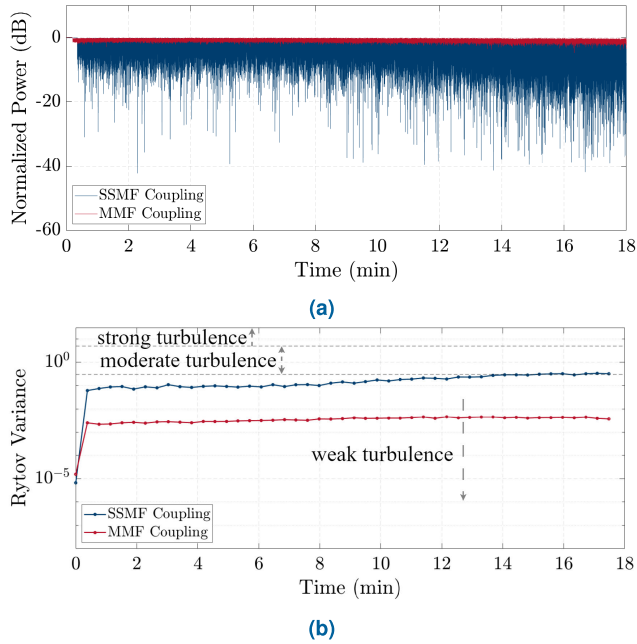 Normalized Power (dB)
0
-20
-40
-60
SSMF Coupling
MMF Coupling
0 2 4 6 8 10 12 14 16 18
Time (min)
(a)
Rytov Variance
10^0
10^-5
strong turbulence
moderate turbulence
weak turbulence
SSMF Coupling
MMF Coupling
0 2 4 6 8 10 12 14 16 18
Time (min)
(b)